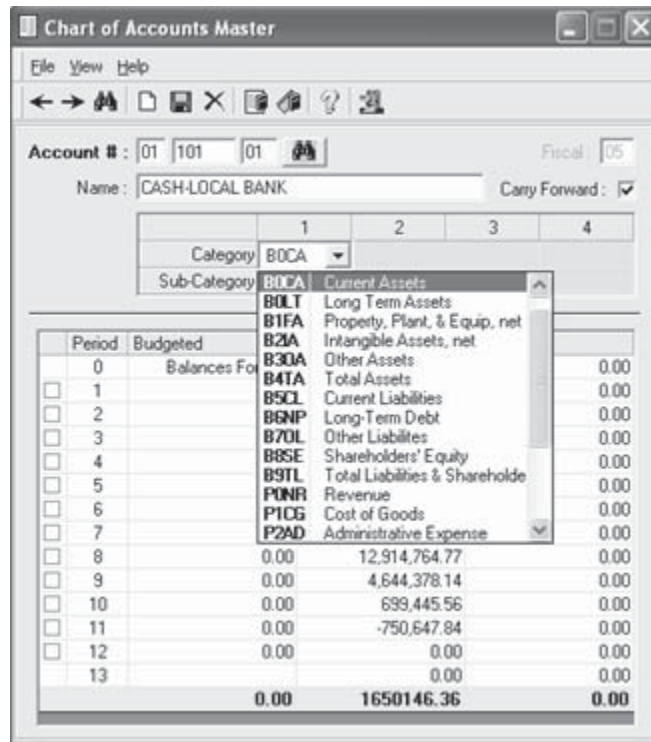 Chart of Accounts Master
File View Help
Account # : 01 101 01 Fiscal : 05
Name : CASH-LOCAL BANK Carry Forward :
1 2 3 4
Category B0CA
Sub-Category
B0CA Current Assets
B0LT Long Term Assets
B1FA Property, Plant, & Equip, net
B2IA Intangible Assets, net
B3OA Other Assets
B4TA Total Assets
B5CL Current Liabilities
B6NP Long-Term Debt
B7OL Other Liabilites
B8SE Shareholders' Equity
B9TL Total Liabilities & Shareholde
P0NR Revenue
P1CG Cost of Goods
P2AD Administrative Expense
Period Budgeted
0 Balances Fo 0.00
1 0.00
2 0.00
3 0.00
4 0.00
5 0.00
6 0.00
7 0.00
8 0.00 12,914,764.77 0.00
9 0.00 4,644,378.14 0.00
10 0.00 699,445.56 0.00
11 0.00 -750,647.84 0.00
12 0.00 0.00 0.00
13 0.00 0.00
0.00 1650146.36 0.00